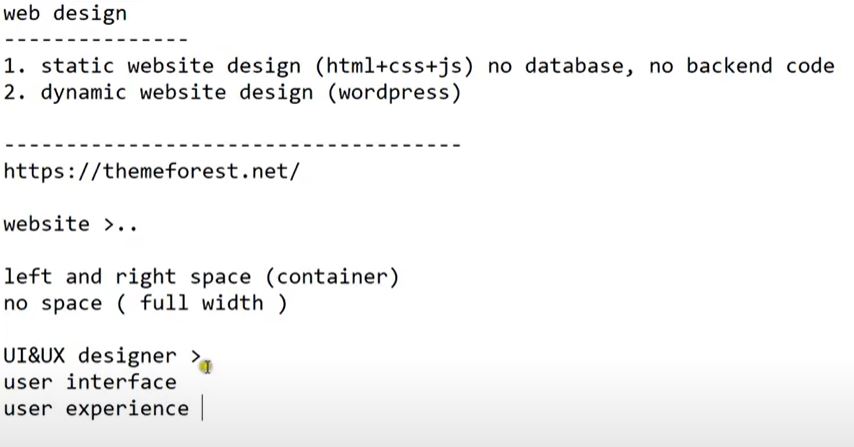 web design
---------------
1. static website design (html+css+js) no database, no backend code
2. dynamic website design (wordpress)
-------------------------------------
https://themeforest.net/
website >..
left and right space (container)
no space ( full width )
UI&UX designer >
user interface
user experience